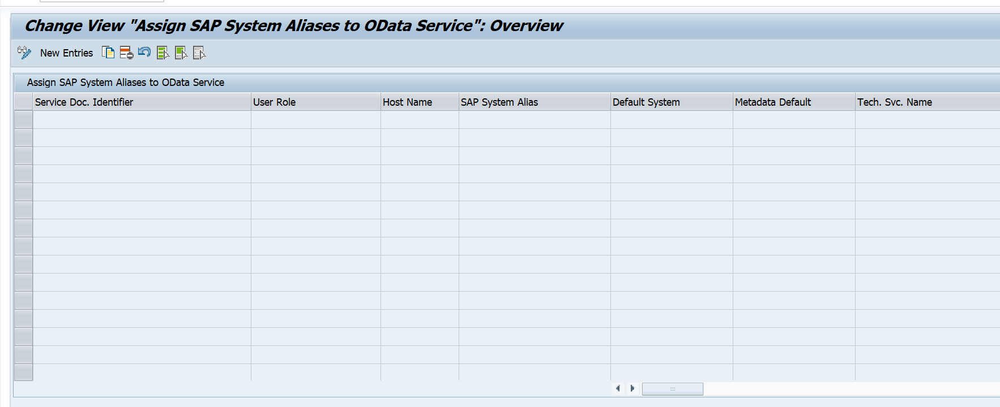 Change View "Assign SAP System Aliases to OData Service": Overview
New Entries
Assign SAP System Aliases to OData Service
Service Doc. Identifier User Role Host Name SAP System Alias Default System Metadata Default Tech. Svc. Name